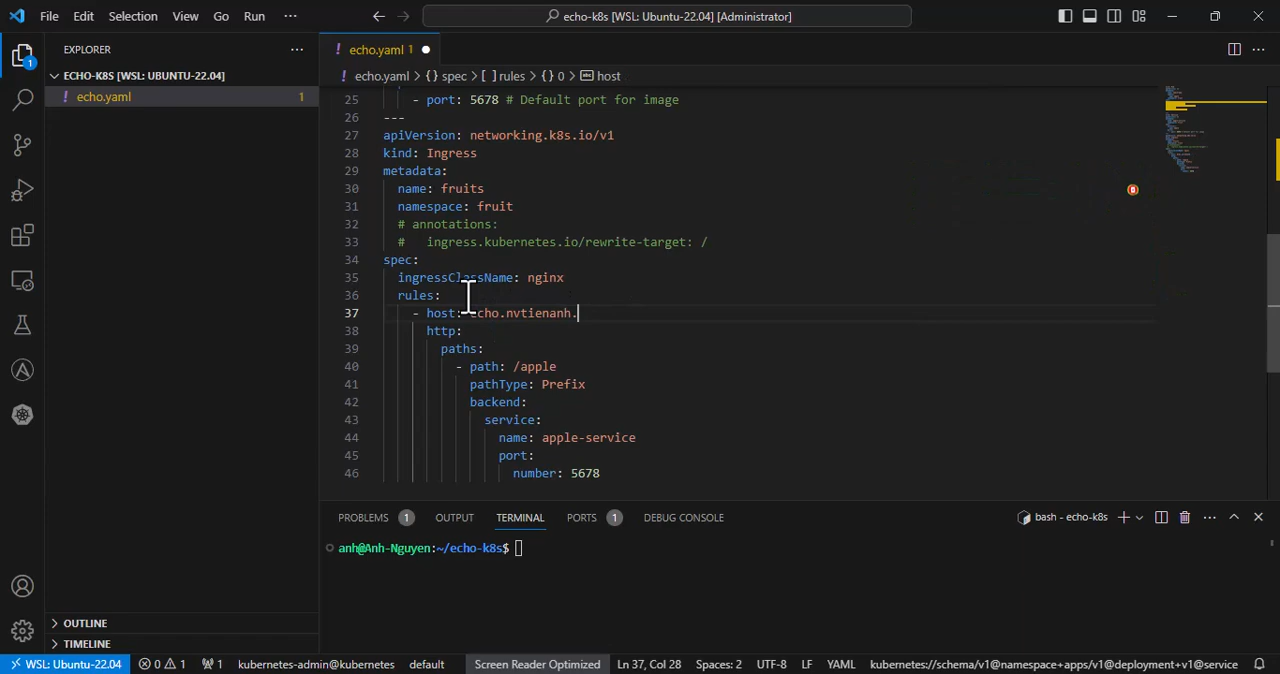 File Edit Selection View Go Run ··· echo-k8s [WSL: Ubuntu-22.04] [Administrator]
EXPLORER ···
ECHO-K8S [WSL: UBUNTU-22.04]
! echo.yaml 1
1
! echo.yaml 1
! echo.yaml > {} spec > [ ] rules > {} 0 > abc host
25 - port: 5678 # Default port for image
26 ---
27 apiVersion: networking.k8s.io/v1
28 kind: Ingress
29 metadata:
30 name: fruits
31 namespace: fruit
32 # annotations:
33 # ingress.kubernetes.io/rewrite-target: /
34 spec:
35 ingressClassName: nginx
36 rules:
37 - host: echo.nvtienanh.
38 http:
39 paths:
40 - path: /apple
41 pathType: Prefix
42 backend:
43 service:
44 name: apple-service
45 port:
46 number: 5678
PROBLEMS 1 OUTPUT TERMINAL PORTS 1 DEBUG CONSOLE bash - echo-k8s
anh@Anh-Nguyen:~/echo-k8s$
OUTLINE
TIMELINE
WSL: Ubuntu-22.04 0 1 1 kubernetes-admin@kubernetes default Screen Reader Optimized Ln 37, Col 28 Spaces: 2 UTF-8 LF YAML kubernetes://schema/v1@namespace+apps/v1@deployment+v1@service